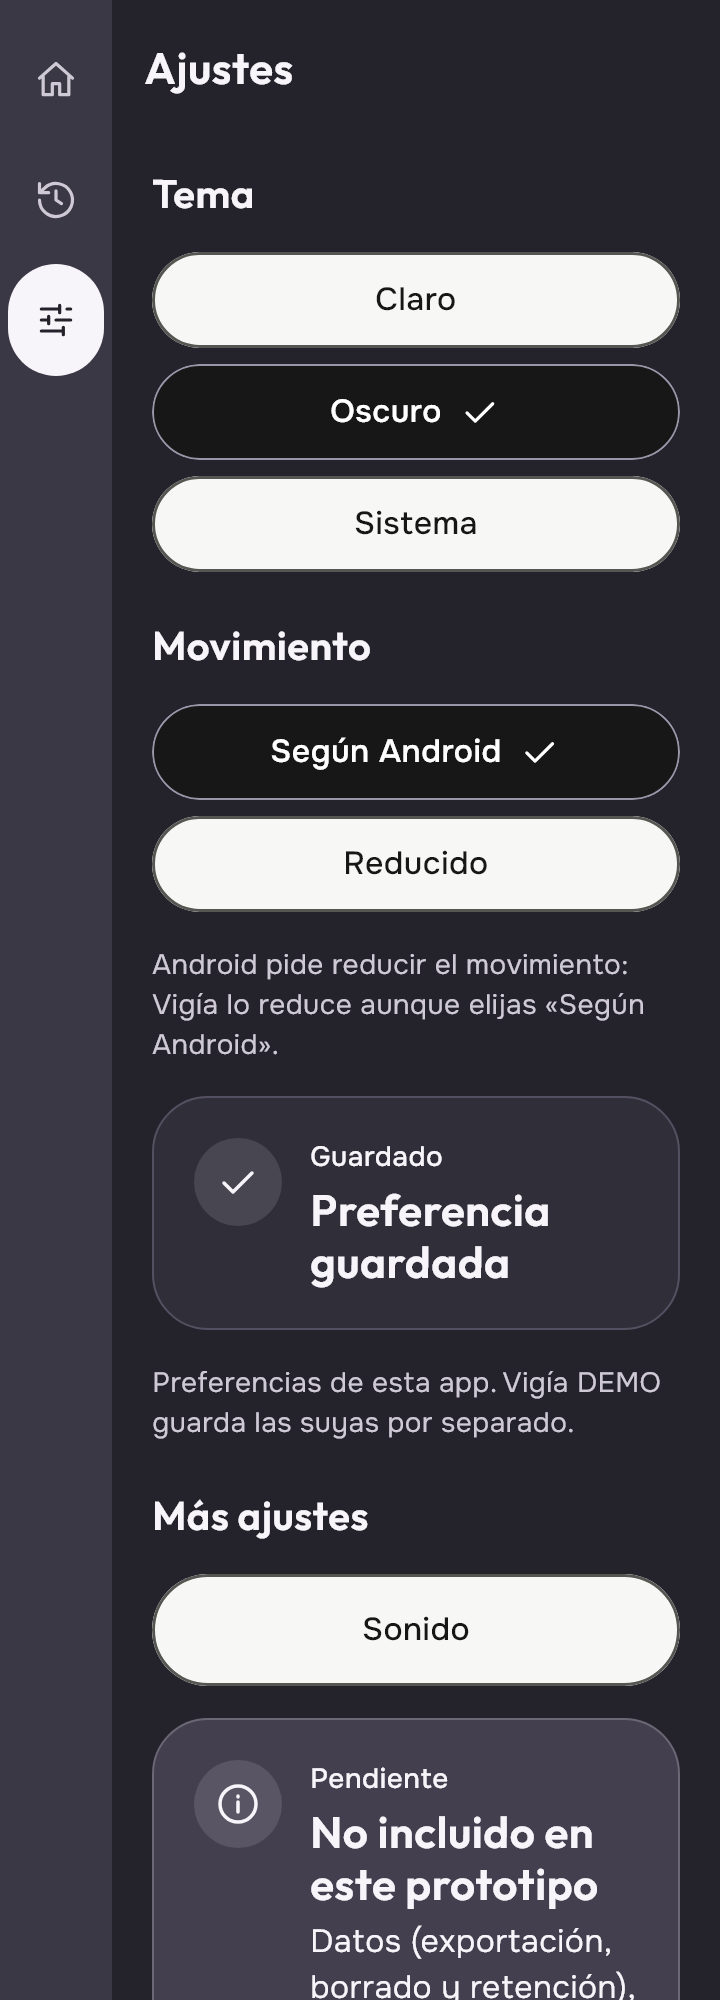 Ajustes
Tema
Claro
Oscuro
Sistema
Movimiento
Según Android
Reducido
Android pide reducir el movimiento:
Vigía lo reduce aunque elijas «Según
Android».
Guardado
Preferencia
guardada
Preferencias de esta app. Vigía DEMO
guarda las suyas por separado.
Más ajustes
Sonido
Pendiente
No incluido en
este prototipo
Datos (exportación,
borrado y retención),